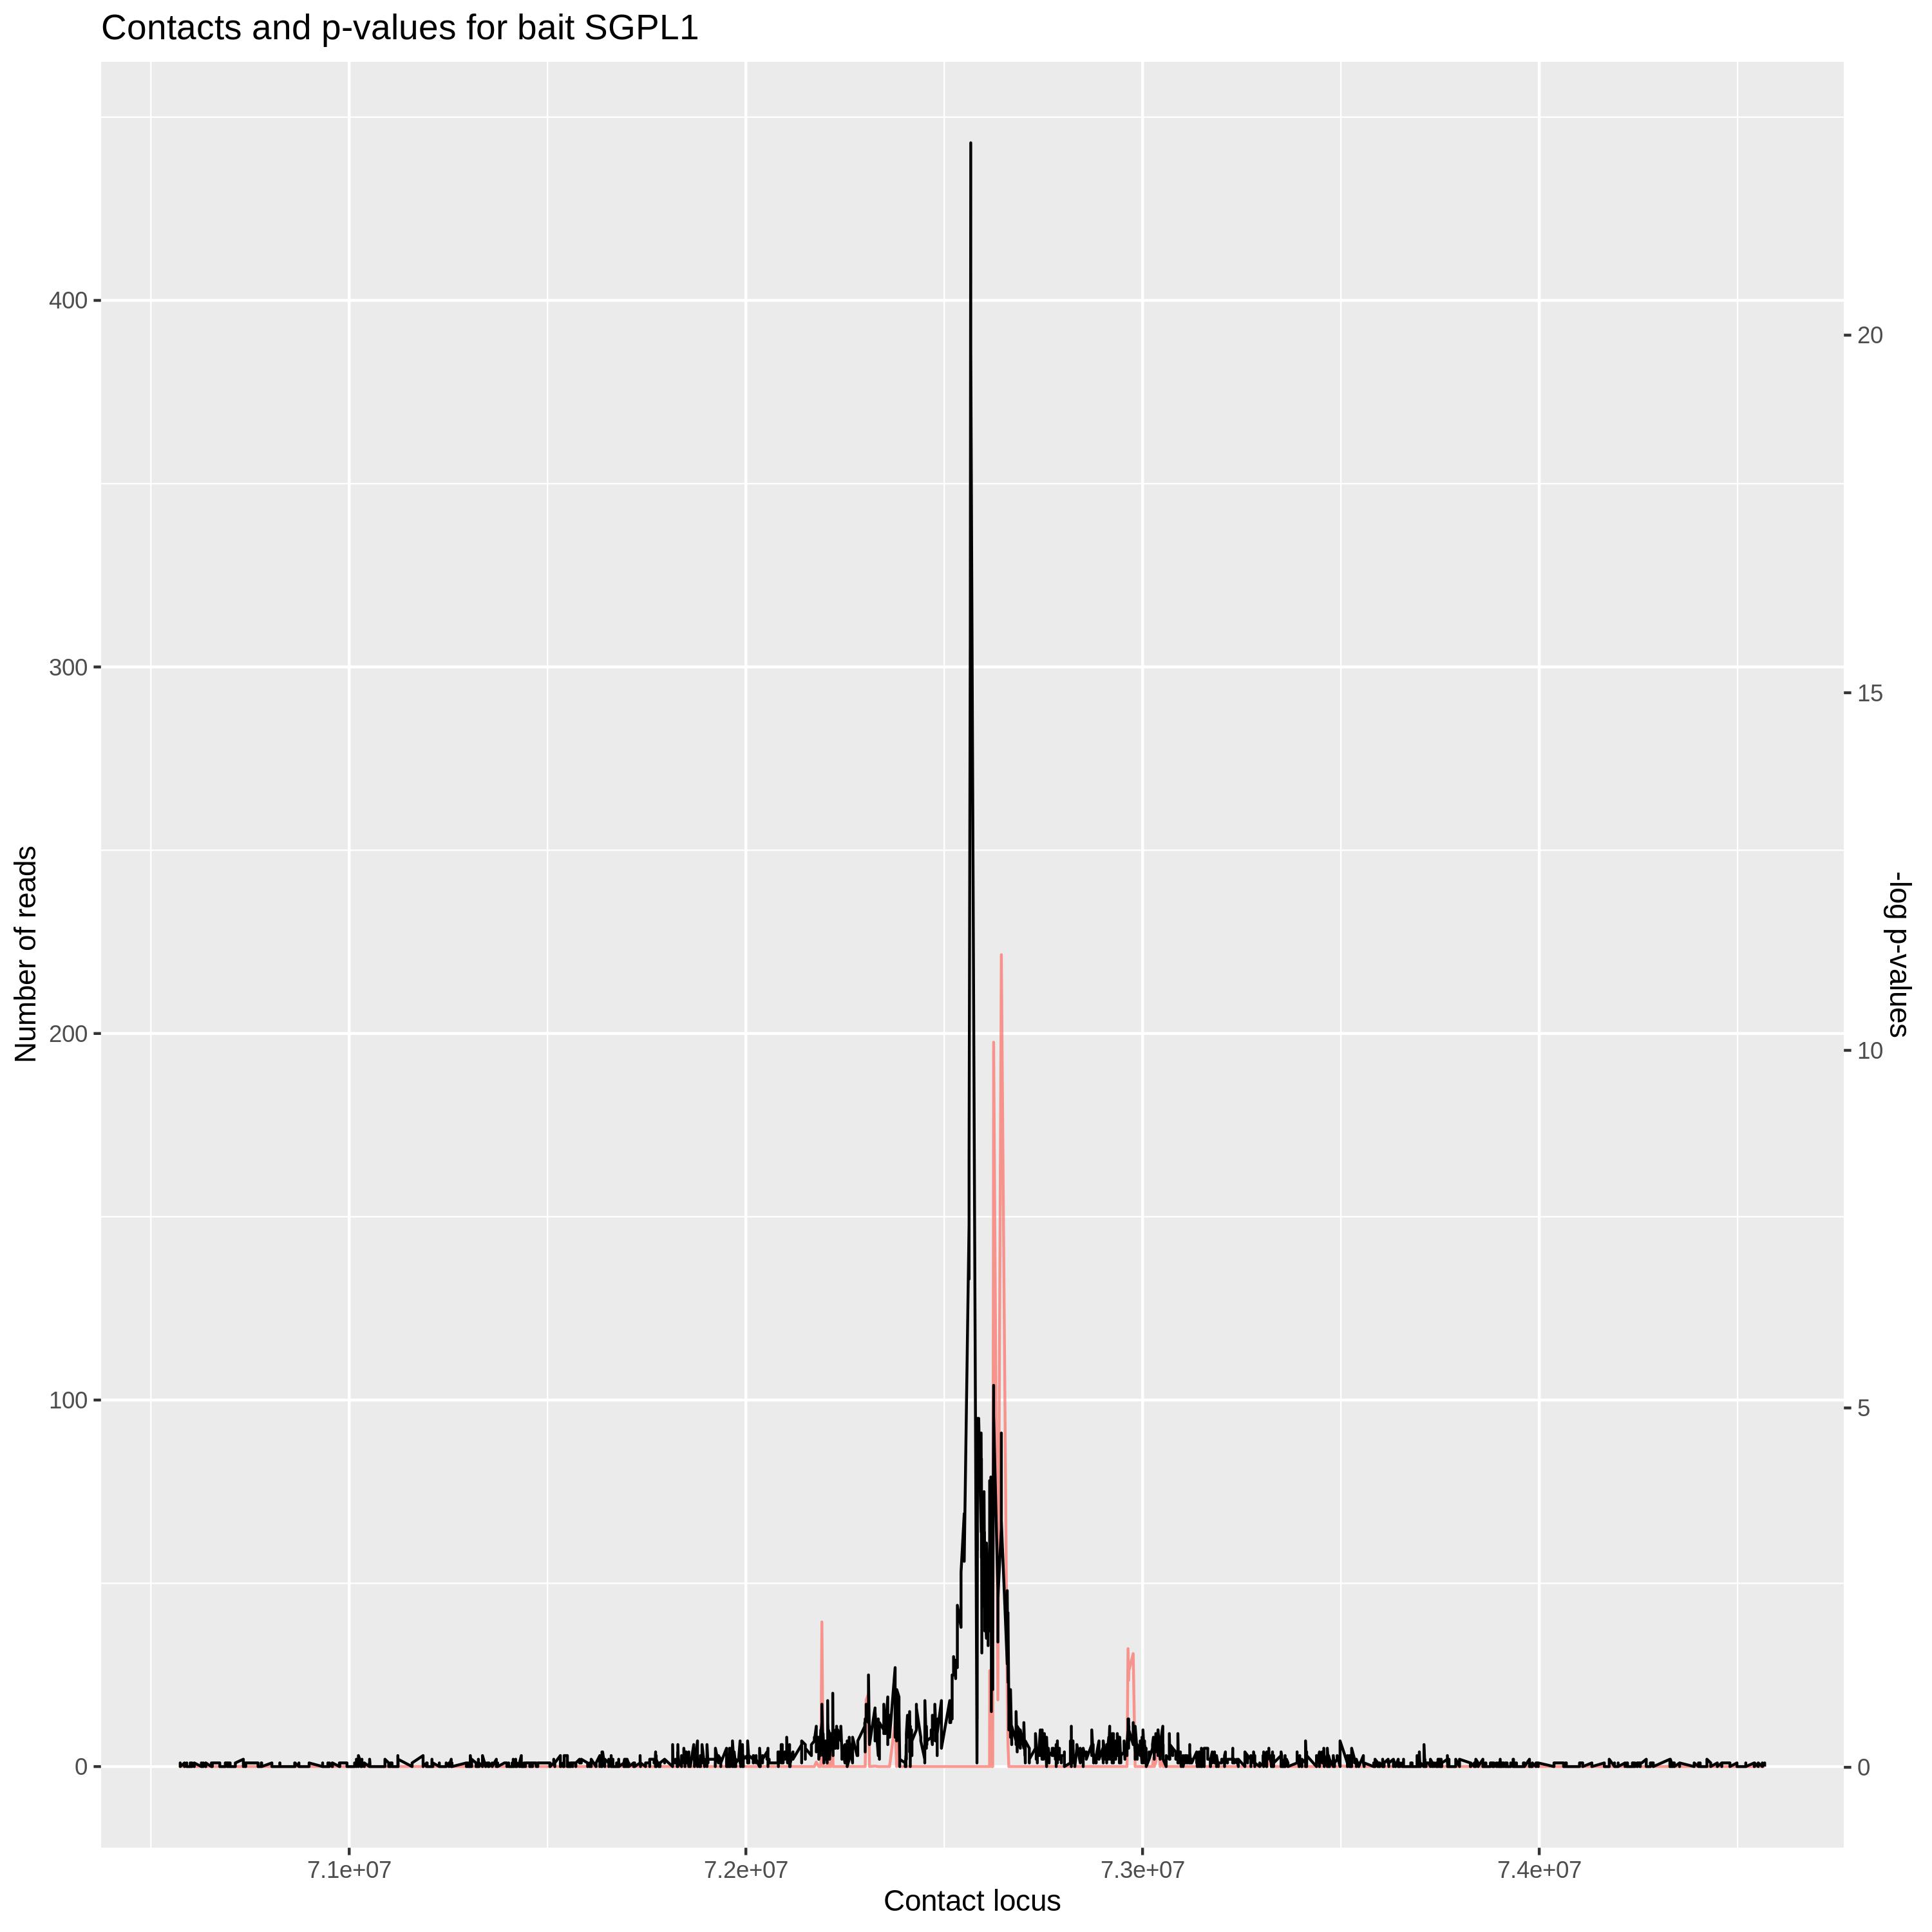 Contacts and p-values for bait SGPL1
400
300
200
100
0
20
15
10
5
0
Number of reads
-log p-values
7.1e+07
7.2e+07
7.3e+07
7.4e+07
Contact locus